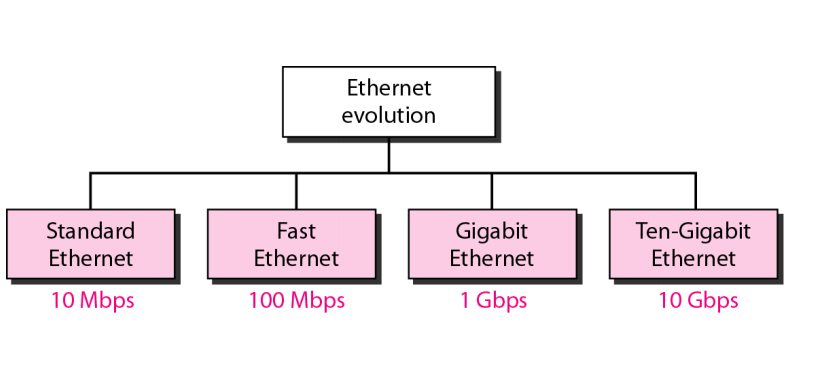 Ethernet
evolution
Standard
Ethernet
10 Mbps
Fast
Ethernet
100 Mbps
Gigabit
Ethernet
1 Gbps
Ten-Gigabit
Ethernet
10 Gbps